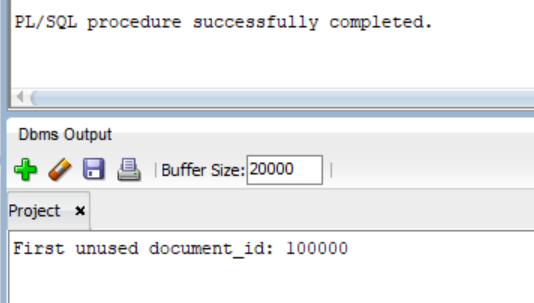 PL/SQL procedure successfully completed.
Dbms Output
Buffer Size: 20000
Project
First unused document_id: 100000